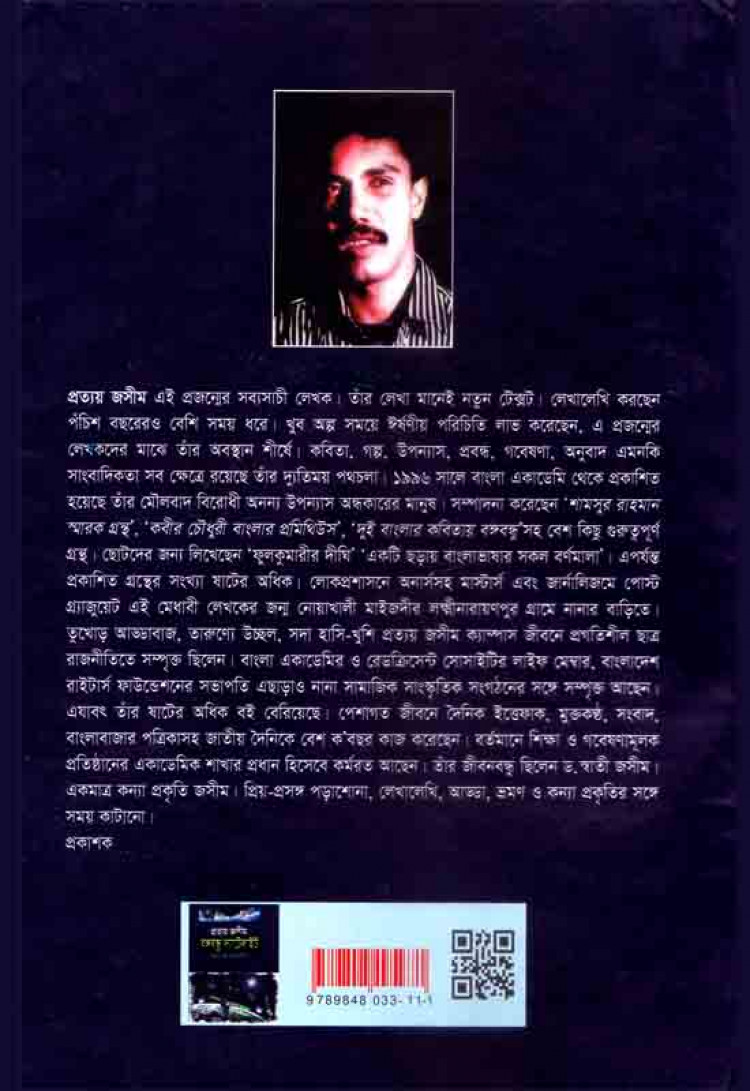 প্রত্যয় জসীম এই প্রজন্মের সব্যসাচী লেখক। তাঁর লেখা মানেই নতুন টেক্সট। লেখালেখি করছেন
পঁচিশ বছরেরও বেশি সময় ধরে। খুব অল্প সময়ে ঈর্ষণীয় পরিচিতি লাভ করেছেন, এ প্রজন্মের
লেখকদের মাঝে তাঁর অবস্থান শীর্ষে। কবিতা, গল্প, উপন্যাস, প্রবন্ধ, গবেষণা, অনুবাদ এমনকি
সাংবাদিকতা সব ক্ষেত্রে রয়েছে তাঁর দ্যুতিময় পথচলা। ১৯৯৬ সালে বাংলা একাডেমি থেকে প্রকাশিত
হয়েছে তাঁর মৌলবাদ বিরোধী অনন্য উপন্যাস অন্ধকারের মানুষ। সম্পাদনা করেছেন ‘শামসুর রাহমান
স্মারক গ্রন্থ’, ‘কবীর চৌধুরী বাংলার প্রমিথিউস’, ‘দুই বাংলার কবিতায় বঙ্গবন্ধু’সহ বেশ কিছু গুরুত্বপূর্ণ
গ্রন্থ। ছোটদের জন্য লিখেছেন ‘ফুলকুমারীর দীঘি’ ‘একটি ছড়ায় বাংলাভাষার সকল বর্ণমালা’। এপর্যন্ত
প্রকাশিত গ্রন্থের সংখ্যা ষাটের অধিক। লোকপ্রশাসনে অনার্সসহ মাস্টার্স এবং জার্নালিজমে পোস্ট
গ্র্যাজুয়েট এই মেধাবী লেখকের জন্ম নোয়াখালী মাইজদীর লক্ষ্মীনারায়ণপুর গ্রামে নানার বাড়িতে।
তুখোড় আড্ডাবাজ, তারুণ্যে উচ্ছল, সদা হাসি-খুশি প্রত্যয় জসীম ক্যাম্পাস জীবনে প্রগতিশীল ছাত্র
রাজনীতিতে সম্পৃক্ত ছিলেন। বাংলা একাডেমির ও রেডক্রিসেন্ট সোসাইটির লাইফ মেম্বার, বাংলাদেশ
রাইটার্স ফাউন্ডেশনের সভাপতি এছাড়াও নানা সামাজিক সাংস্কৃতিক সংগঠনের সঙ্গে সম্পৃক্ত আছেন।
এযাবৎ তাঁর ষাটের অধিক বই বেরিয়েছে। পেশাগত জীবনে দৈনিক ইত্তেফাক, মুক্তকণ্ঠ, সংবাদ,
বাংলাবাজার পত্রিকাসহ জাতীয় দৈনিকে বেশ ক’বছর কাজ করেছেন। বর্তমানে শিক্ষা ও গবেষণামূলক
প্রতিষ্ঠানের একাডেমিক শাখার প্রধান হিসেবে কর্মরত আছেন। তাঁর জীবনবন্ধু ছিলেন ড. স্বাতী জসীম।
একমাত্র কন্যা প্রকৃতি জসীম। প্রিয়-প্রসঙ্গ পড়াশোনা, লেখালেখি, আড্ডা, ভ্রমণ ও কন্যা প্রকৃতির সঙ্গে
সময় কাটানো।
প্রকাশক
প্রত্যয় জসীম
9 789848 033-11-1